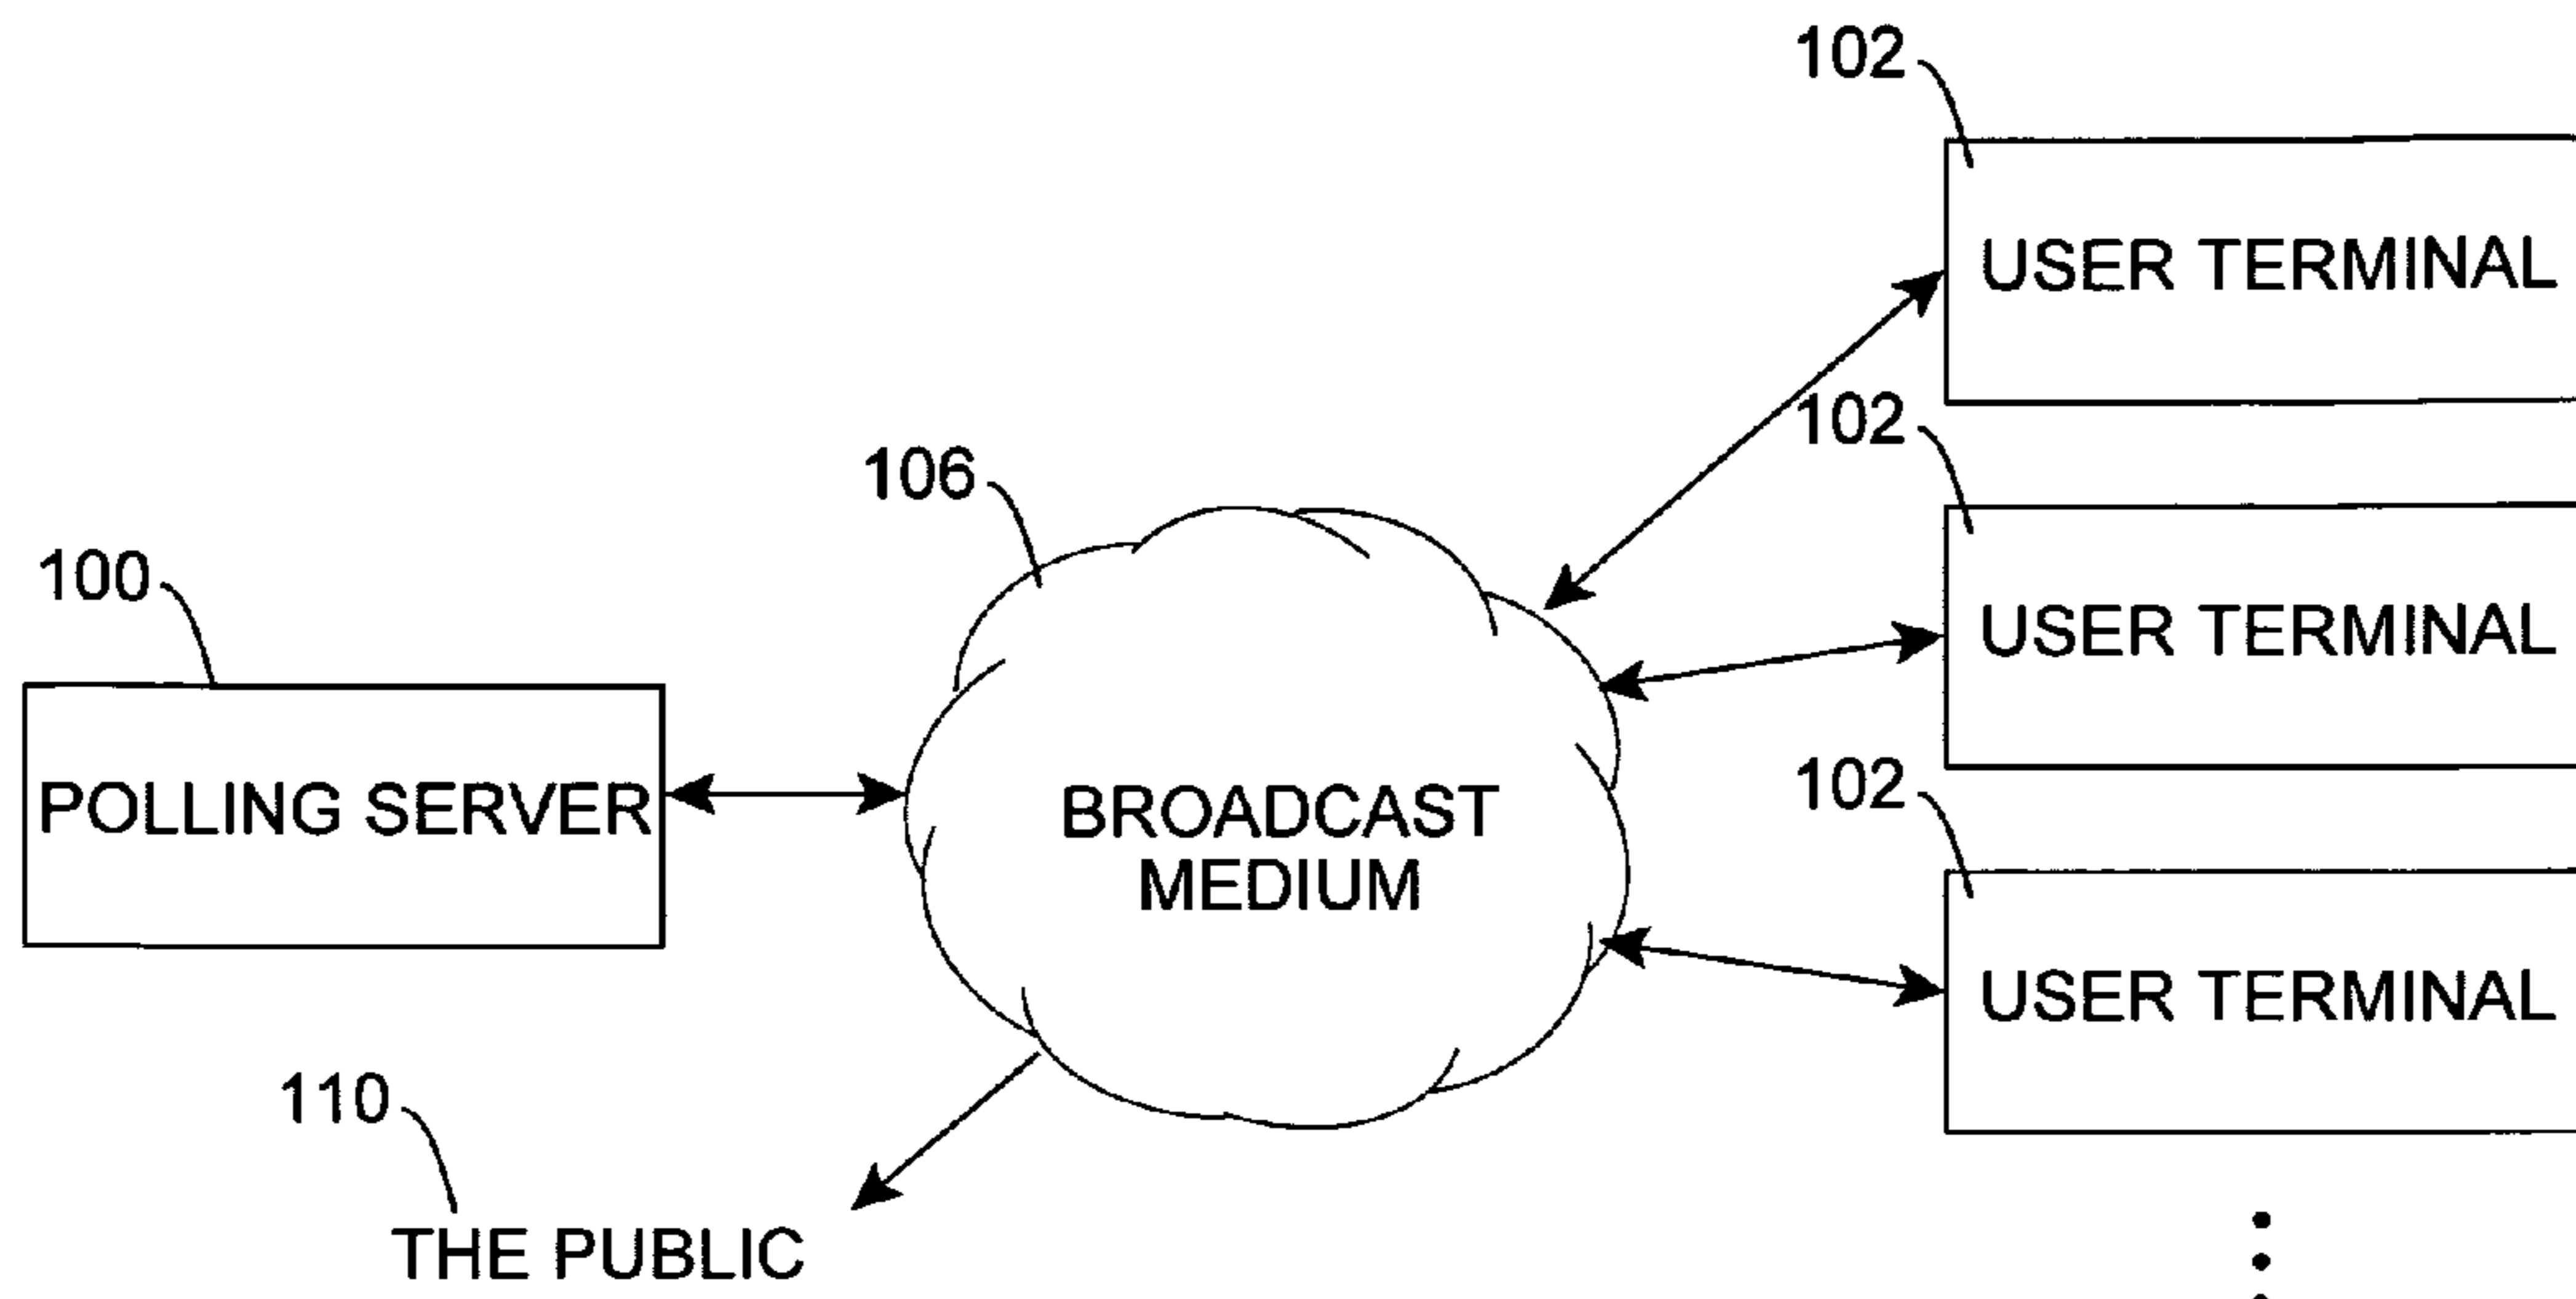 102
USER TERMINAL
102
USER TERMINAL
102
USER TERMINAL
106
BROADCAST
MEDIUM
100
POLLING SERVER
110
THE PUBLIC